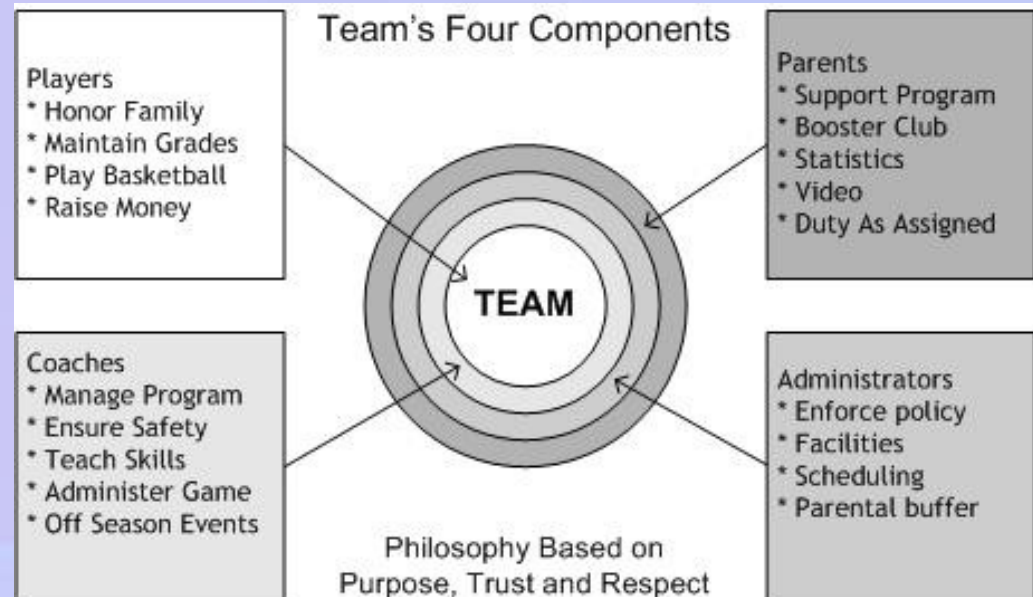 Team's Four Components
Players
* Honor Family
* Maintain Grades
* Play Basketball
* Raise Money
Parents
* Support Program
* Booster Club
* Statistics
* Video
* Duty As Assigned
TEAM
Coaches
* Manage Program
* Ensure Safety
* Teach Skills
* Administer Game
* Off Season Events
Administrators
* Enforce policy
* Facilities
* Scheduling
* Parental buffer
Philosophy Based on
Purpose, Trust and Respect